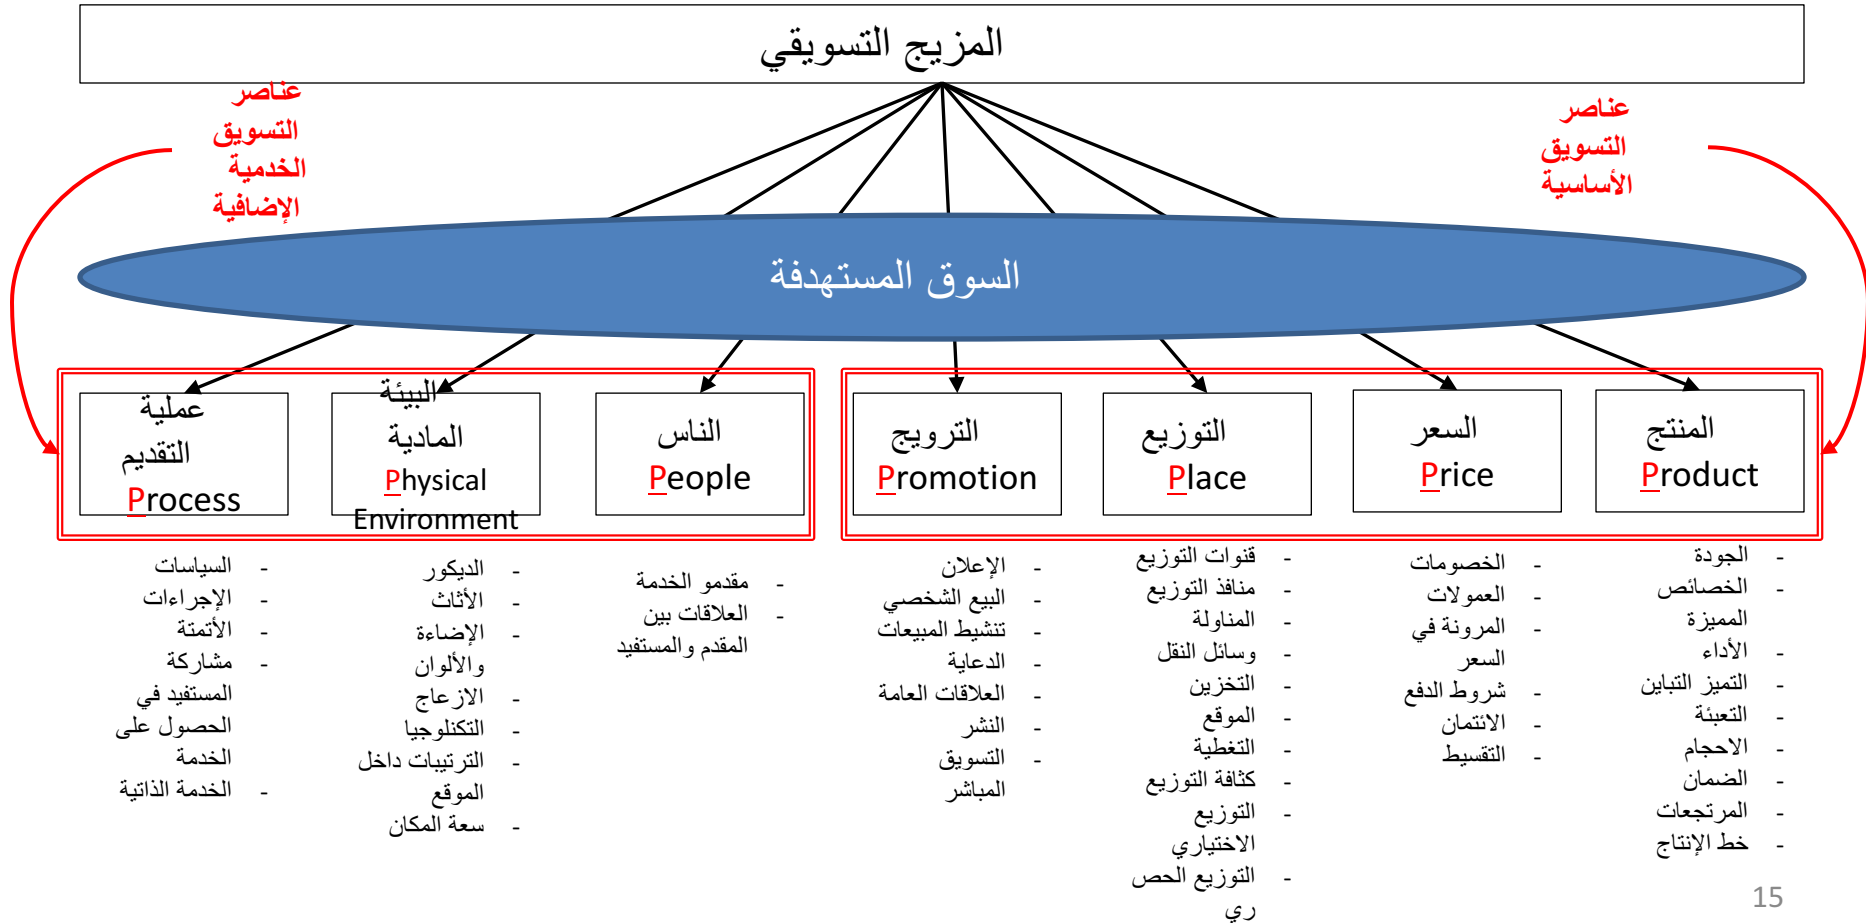 المزيج التسويقي
عناصر
التسويق
الأساسية
عناصر
التسويق
الخدمية
الإضافية
السوق المستهدفة
المنتج
Product
السعر
Price
التوزيع
Place
الترويج
Promotion
الناس
People
البيئة
المادية
Physical
Environment
عملية
التقديم
Process
- الجودة
- الخصائص
المميزة
- الأداء
- التميز التباين
- التعبئة
- الاحجام
- الضمان
- المرتجعات
- خط الإنتاج
- الخصومات
- العمولات
- المرونة في
السعر
- شروط الدفع
- الائتمان
- التقسيط
- قنوات التوزيع
- منافذ التوزيع
- المناولة
- وسائل النقل
- التخزين
- الموقع
- التغطية
- كثافة التوزيع
- التوزيع
الاختياري
- التوزيع الحص
ري
- الإعلان
- البيع الشخصي
- تنشيط المبيعات
- الدعاية
- العلاقات العامة
- النشر
- التسويق
المباشر
- مقدمو الخدمة
- العلاقات بين
المقدم والمستفيد
- الديكور
- الأثاث
- الإضاءة
والألوان
- الازعاج
- التكنلوجيا
- الترتيبات داخل
الموقع
- سعة المكان
- السياسات
- الإجراءات
- الأتمتة
- مشاركة
المستفيد في
الحصول على
الخدمة
- الخدمة الذاتية
15